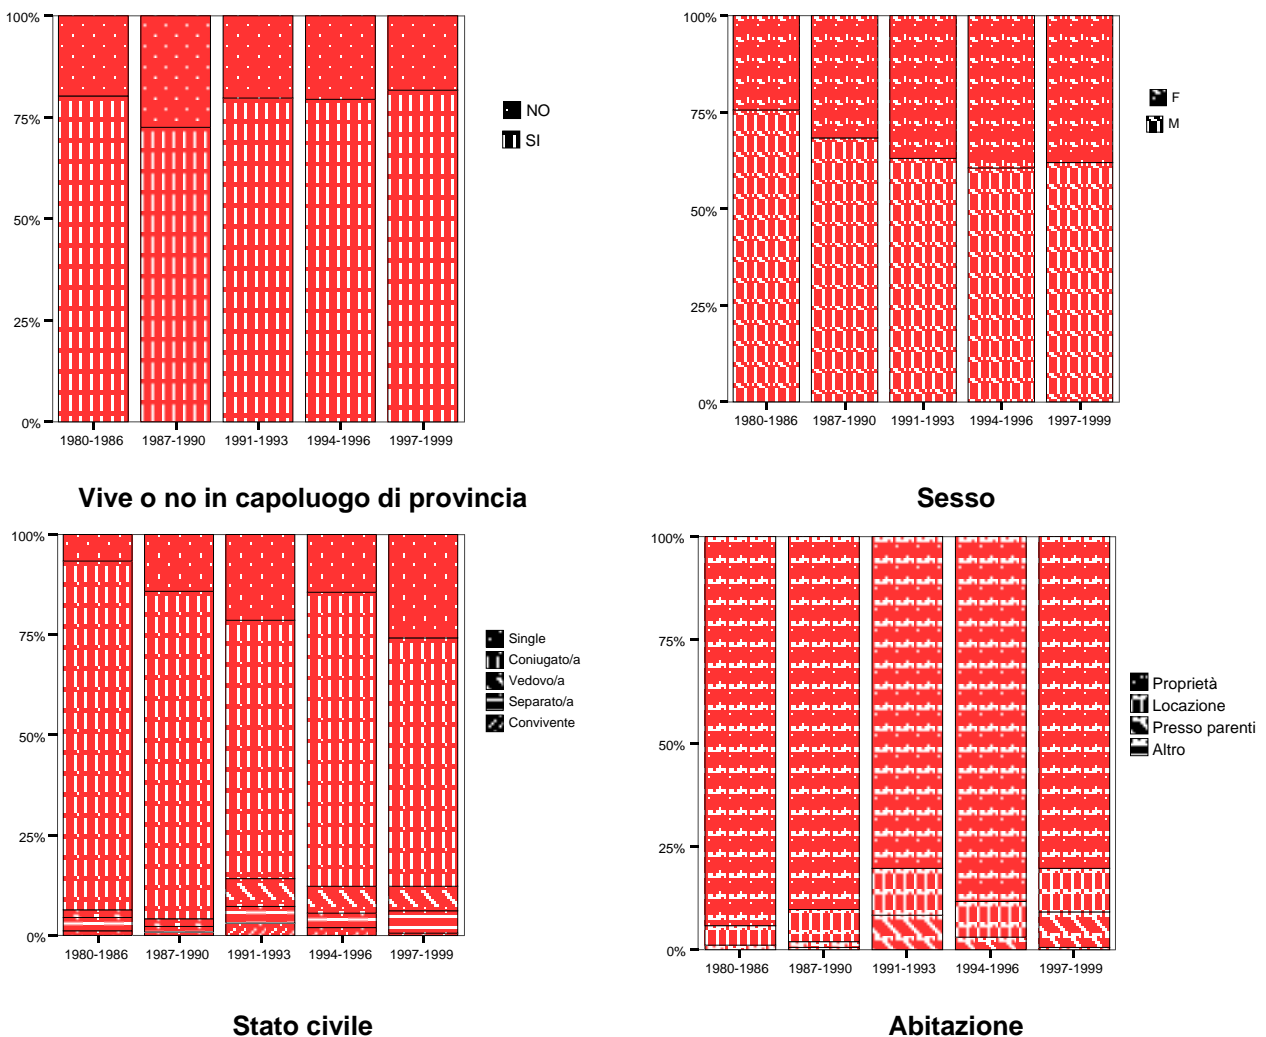 100%
75%
50%
25%
0%
1980-1986 1987-1990 1991-1993 1994-1996 1997-1999
NO
SI
Vive o no in capoluogo di provincia
100%
75%
50%
25%
0%
1980-1986 1987-1990 1991-1993 1994-1996 1997-1999
F
M
Sesso
100%
75%
50%
25%
0%
1980-1986 1987-1990 1991-1993 1994-1996 1997-1999
Single
Coniugato/a
Vedovo/a
Separato/a
Convivente
Stato civile
100%
75%
50%
25%
0%
1980-1986 1987-1990 1991-1993 1994-1996 1997-1999
Proprietà
Locazione
Presso parenti
Altro
Abitazione